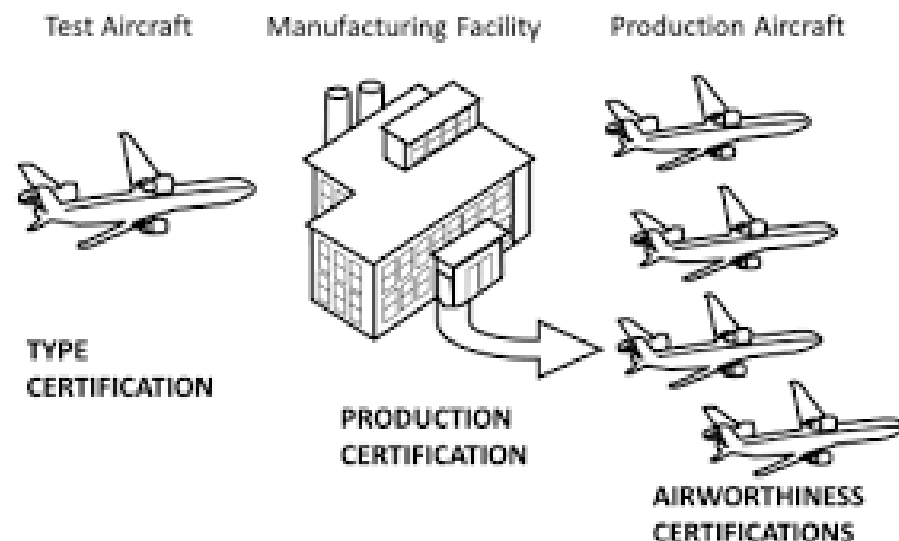 Test Aircraft
Manufacturing Facility
Production Aircraft
TYPE
CERTIFICATION
PRODUCTION
CERTIFICATION
AIRWORTHINESS
CERTIFICATIONS